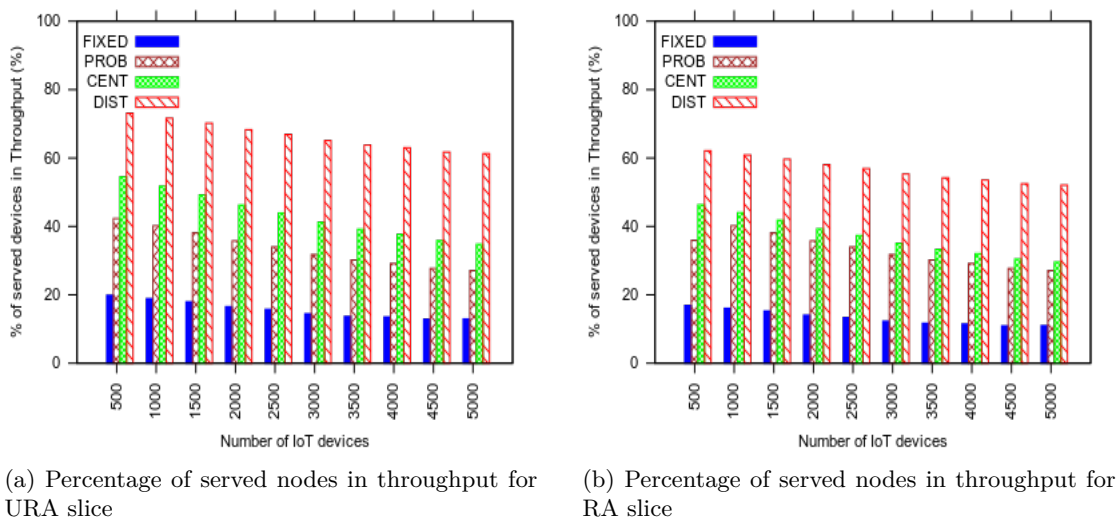 % of served devices in Throughput (%)
100
80
60
40
20
0
FIXED
PROB
CENT
DIST
500
1000
1500
2000
2500
3000
3500
4000
4500
5000
Number of IoT devices
(a) Percentage of served nodes in throughput for
URA slice
% of served devices in Throughput (%)
100
80
60
40
20
0
FIXED
PROB
CENT
DIST
500
1000
1500
2000
2500
3000
3500
4000
4500
5000
Number of IoT devices
(b) Percentage of served nodes in throughput for
RA slice